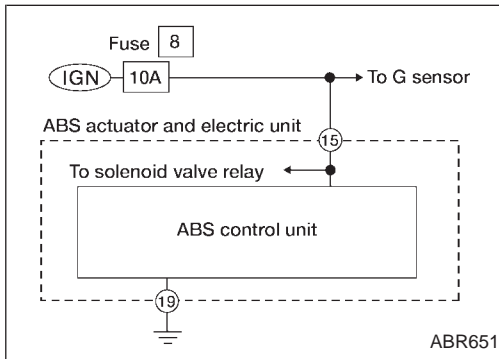 Fuse 8
IGN 10A To G sensor
ABS actuator and electric unit
15
To solenoid valve relay
ABS control unit
19
ABR651